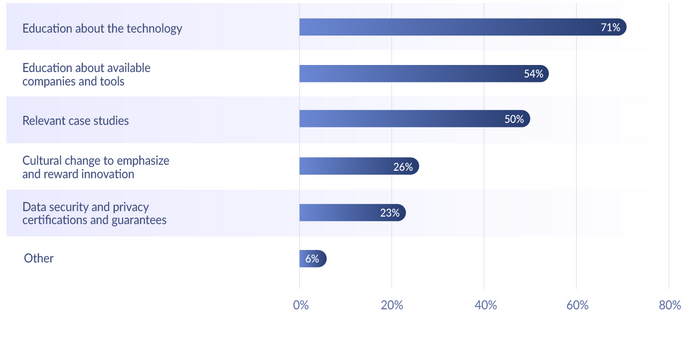 Education about the technology
71%
Education about available
companies and tools
54%
Relevant case studies
50%
Cultural change to emphasize
and reward innovation
26%
Data security and privacy
certifications and guarantees
23%
Other
6%
0% 20% 40% 60% 80%